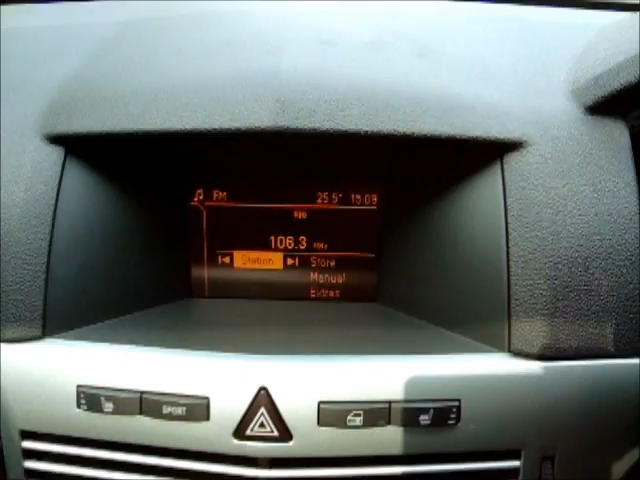 FM 25.5° 15:09
106.3 MHz
Station Store
Manual
Extras
SPORT